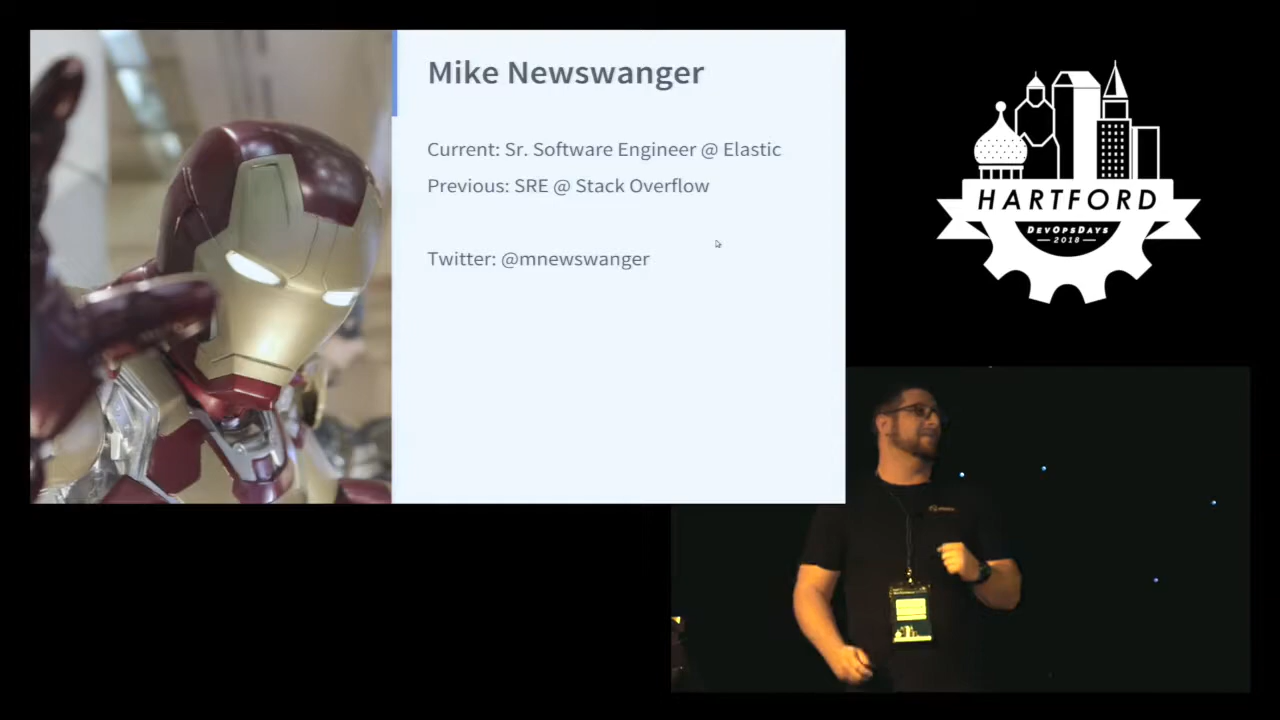 Mike Newswanger
Current: Sr. Software Engineer @ Elastic
Previous: SRE @ Stack Overflow
Twitter: @mnewswanger
HARTFORD
DEVOPSDAYS
2018